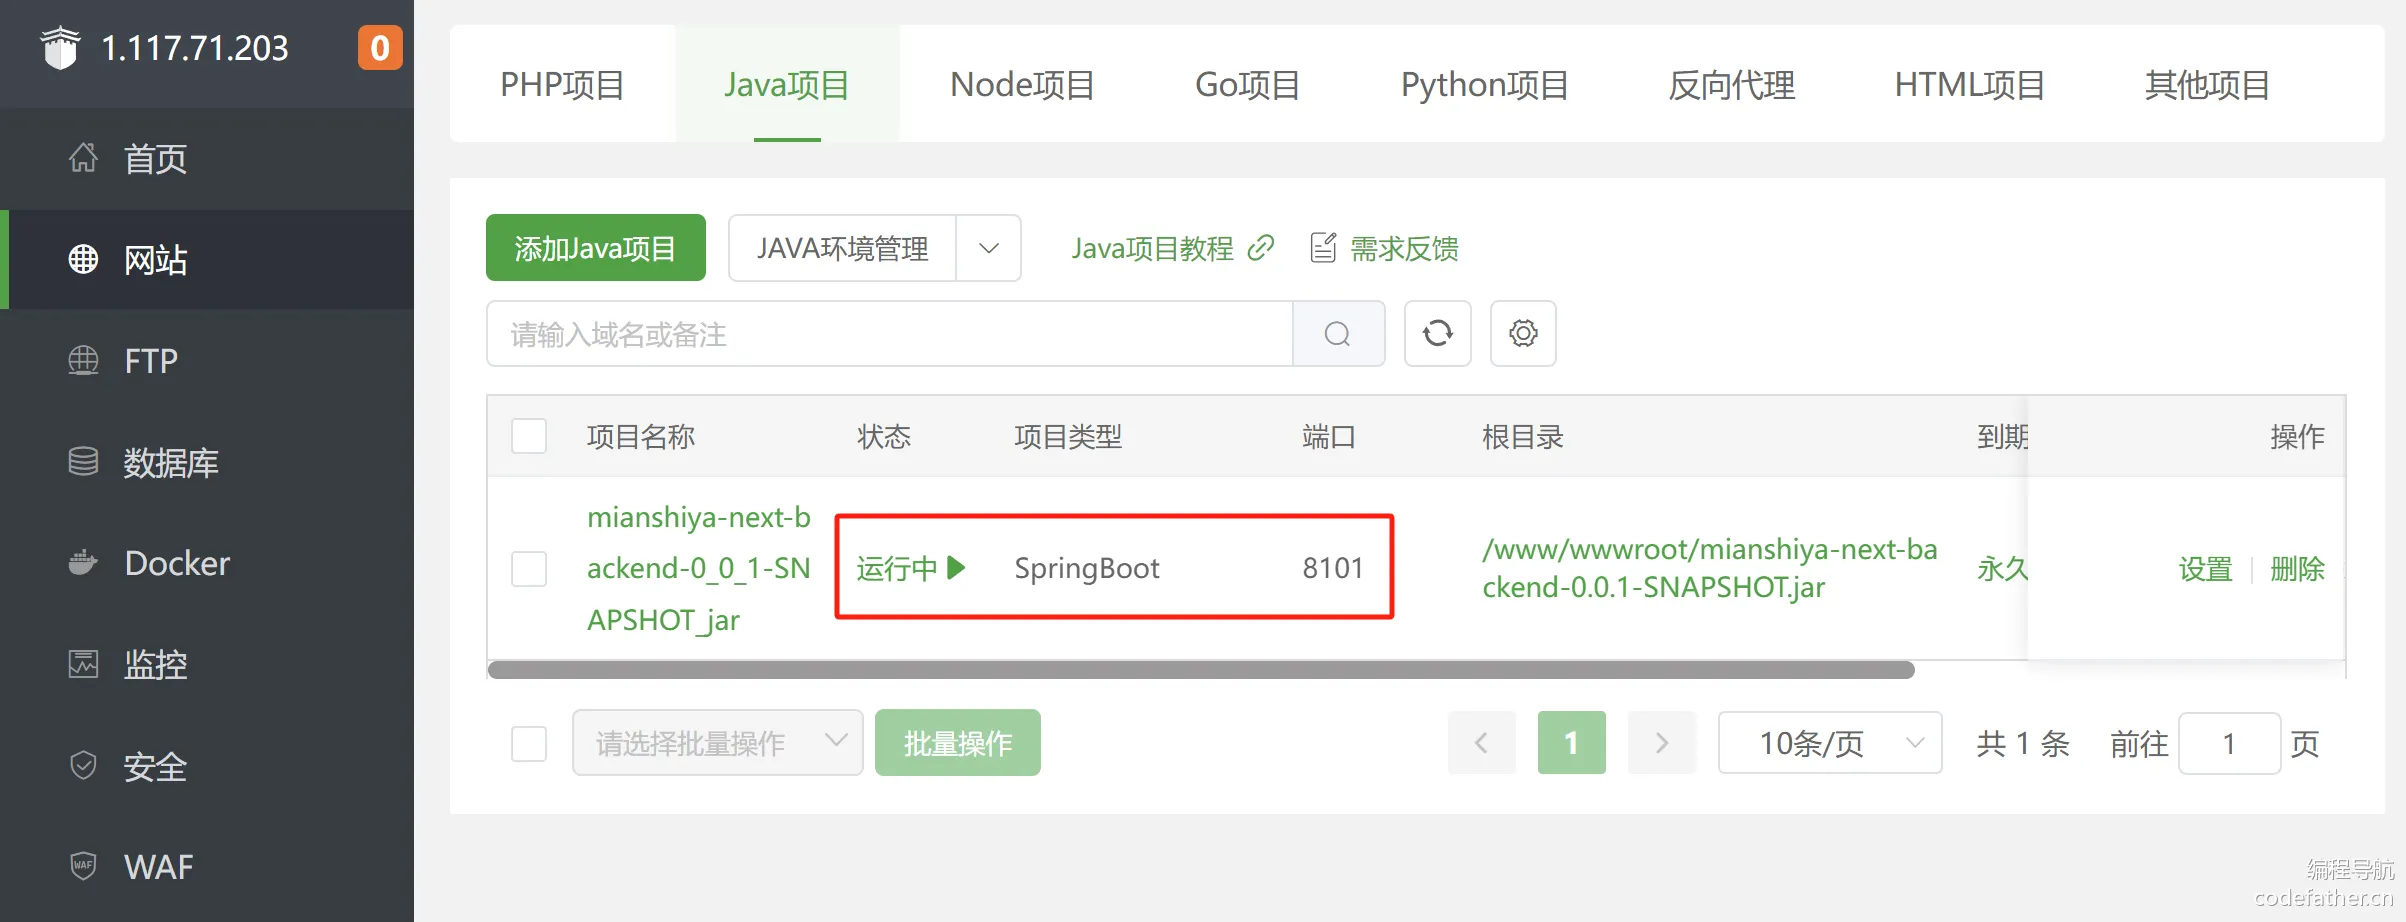 1.117.71.203 0
首页
网站
FTP
数据库
Docker
监控
安全
WAF
PHP项目 Java项目 Node项目 Go项目 Python项目 反向代理 HTML项目 其他项目
添加Java项目 JAVA环境管理 Java项目教程 需求反馈
请输入域名或备注
项目名称 状态 项目类型 端口 根目录 到期 操作
mianshiya-next-b
ackend-0_0_1-SN
APSHOT_jar
运行中 SpringBoot 8101
/www/wwwroot/mianshiya-next-ba
ckend-0.0.1-SNAPSHOT.jar
永久 设置 删除
请选择批量操作 批量操作 1 10条/页 共 1 条 前往 1 页
编程导航
codefather.cn